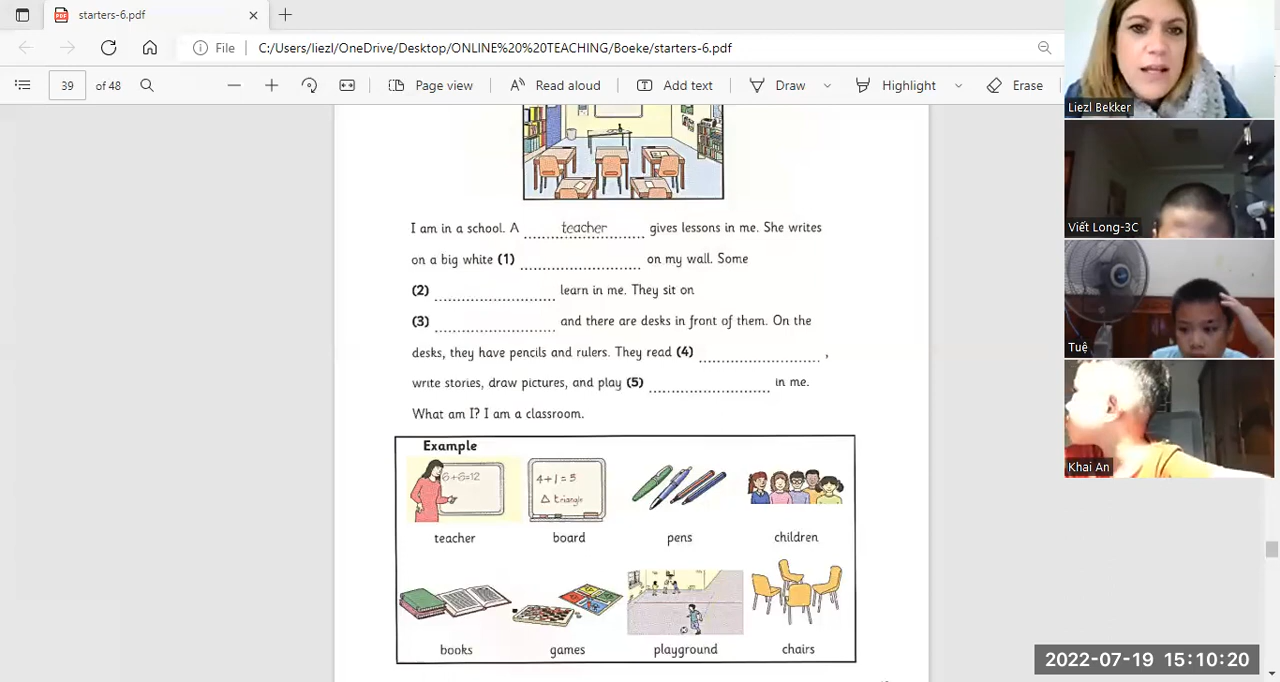 starters-6.pdf
File C:/Users/liezl/OneDrive/Desktop/ONLINE%20%20TEACHING/Boeke/starters-6.pdf
39 of 48 Page view Read aloud Add text Draw Highlight Erase
I am in a school. A teacher gives lessons in me. She writes
on a big white (1) on my wall. Some
(2) learn in me. They sit on
(3) and there are desks in front of them. On the
desks, they have pencils and rulers. They read (4) ,
write stories, draw pictures, and play (5) in me.
What am I? I am a classroom.
Example
6+6=12
4+1=5
triangle
teacher board pens children
books games playground chairs
Liezl Bekker
Viết Long-3C
Tuệ
Khai An
2022-07-19 15:10:20